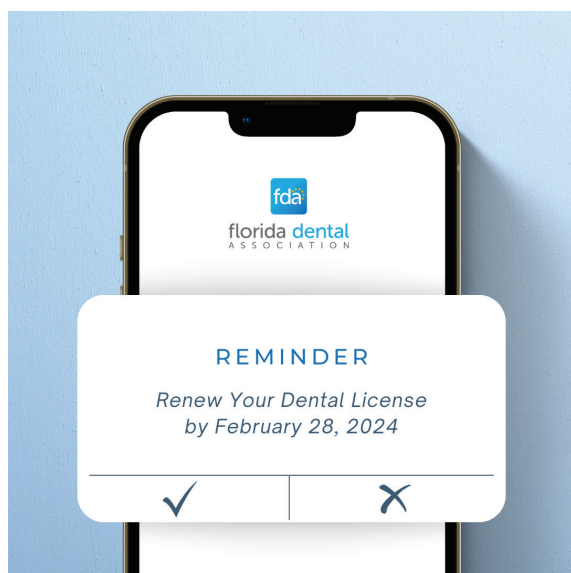 fda
florida dental
ASSOCIATION
REMINDER
Renew Your Dental License
by February 28, 2024